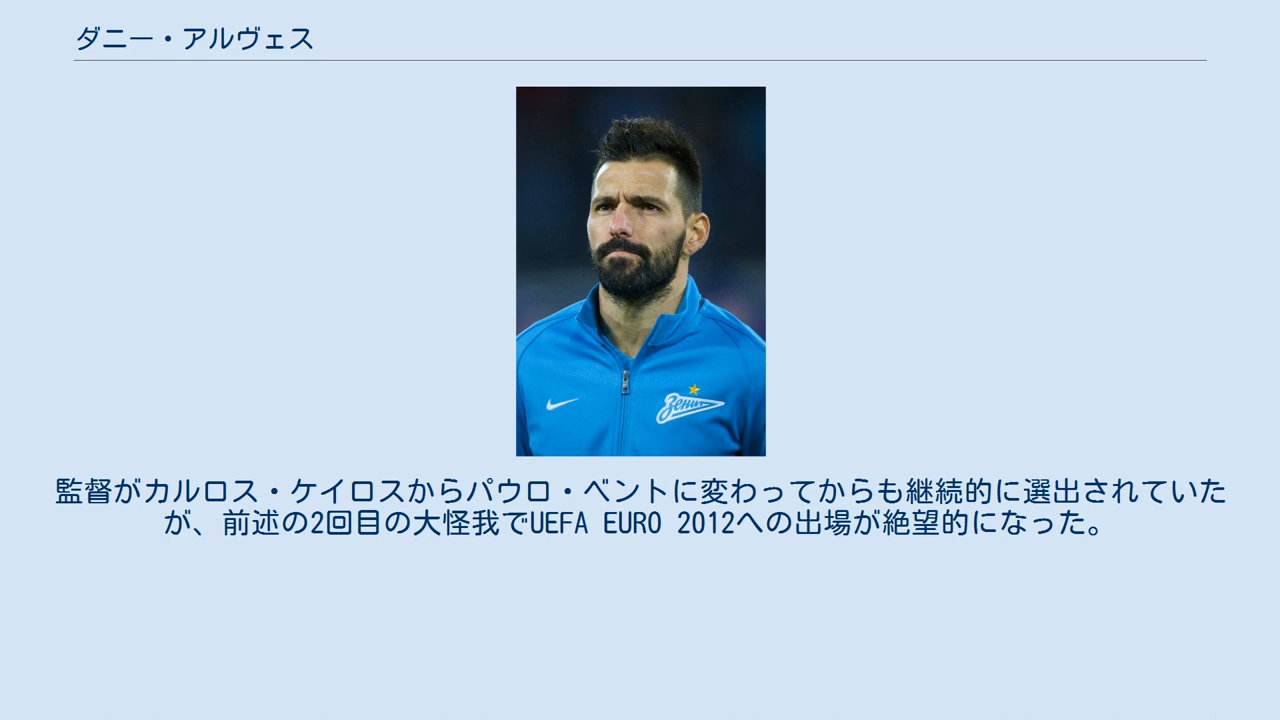 ダニー・アルヴェス
Зенит
監督がカルロス・ケイロスからパウロ・ベントに変わってからも継続的に選出されていた
が、前述の2回目の大怪我でUEFA EURO 2012への出場が絶望的になった。